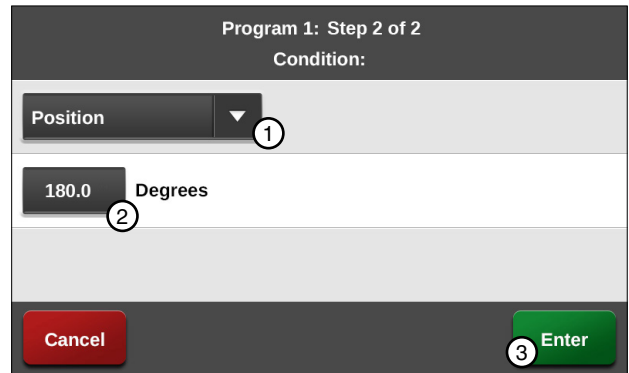 Program 1: Step 2 of 2
Condition:
Position
1
180.0 Degrees
2
Cancel
Enter
3